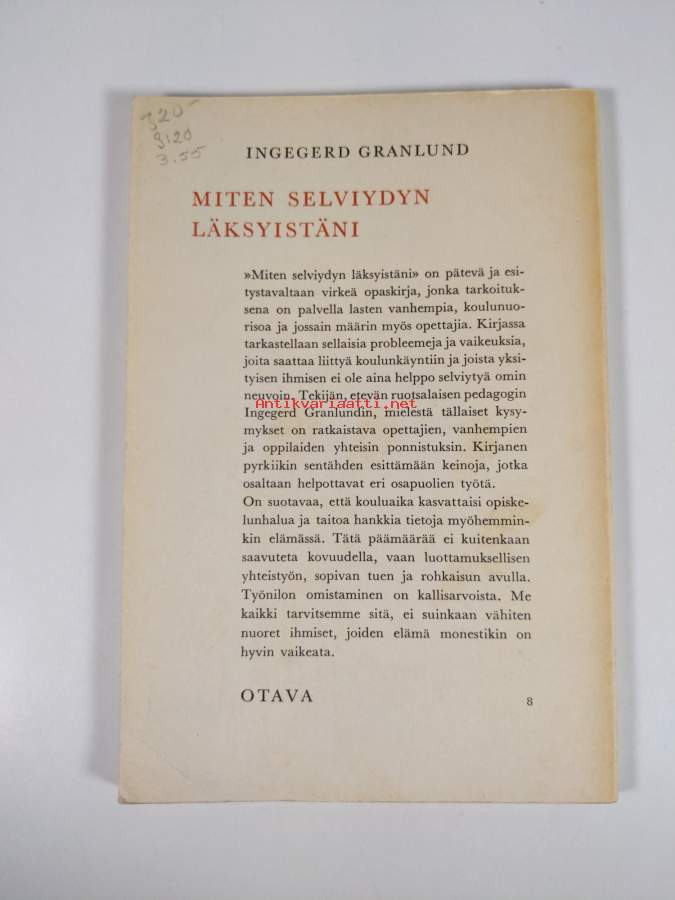 320-
9:20
3.55
INGEGERD GRANLUND
MITEN SELVIYDYN
LÄKSYISTÄNI
»Miten selviydyn läksyistäni» on pätevä ja esi-
tystavaltaan virkeä opaskirja, jonka tarkoituk-
sena on palvella lasten vanhempia, koulunuo-
risoa ja jossain määrin myös opettajia. Kirjassa
tarkastellaan sellaisia probleemeja ja vaikeuksia,
joita saattaa liittyä koulunkäyntiin ja joista yksi-
tyisen ihmisen ei ole aina helppo selviytyä omin
neuvoin. Tekijän, etevän ruotsalaisen pedagogin
Antikvariaatti.net
Ingegerd Granlundin, mielestä tällaiset kysy-
mykset on ratkaistava opettajien, vanhempien
ja oppilaiden yhteisin ponnistuksin. Kirjanen
pyrkiikin sentähden esittämään keinoja, jotka
osaltaan helpottavat eri osapuolien työtä.
On suotavaa, että kouluaika kasvattaisi opiske-
lunhalua ja taitoa hankkia tietoja myöhemmin-
kin elämässä. Tätä päämäärää ei kuitenkaan
saavuteta kovuudella, vaan luottamuksellisen
yhteistyön, sopivan tuen ja rohkaisun avulla.
Työnilon omistaminen on kallisarvoista. Me
kaikki tarvitsemme sitä, ei suinkaan vähiten
nuoret ihmiset, joiden elämä monestikin on
hyvin vaikeata.
OTAVA
8